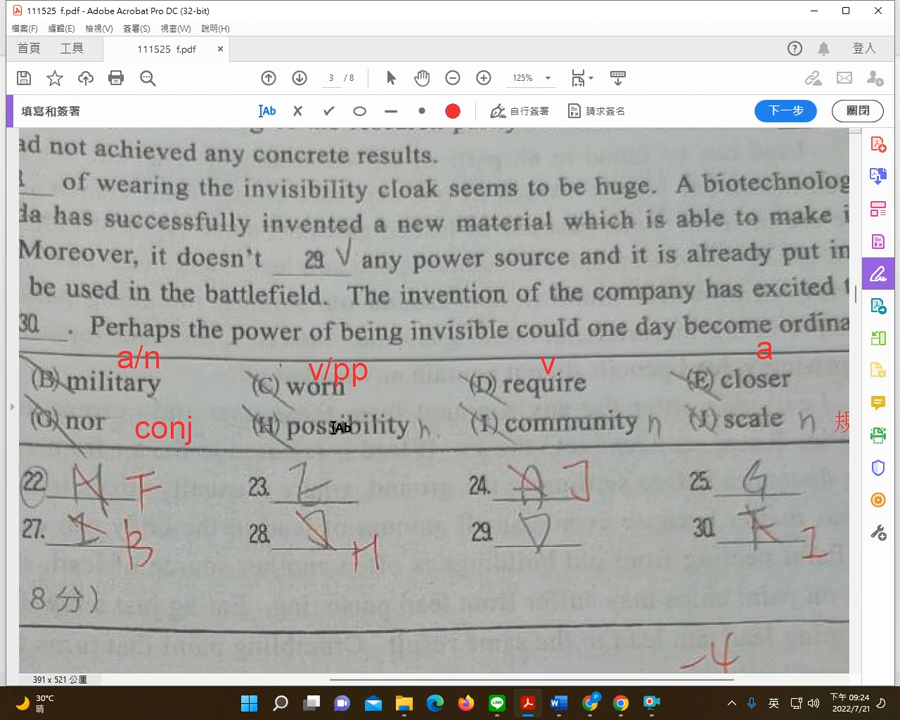 111525 f.pdf - Adobe Acrobat Pro DC (32-bit)
檔案(F) 編輯(E) 檢視(V) 簽署(S) 視窗(W) 說明(H)
首頁 工具 111525 f.pdf × ? 登入
3 / 8 125%
填寫和簽署 Ab 自行簽署 請求簽名 下一步 關閉
ad not achieved any concrete results.
of wearing the invisibility cloak seems to be huge. A biotechnolog
da has successfully invented a new material which is able to make i
Moreover, it doesn't 29. V any power source and it is already put in
be used in the battlefield. The invention of the company has excited t
30. . Perhaps the power of being invisible could one day become ordina
a/n v/pp v a
(B) military (C) worn (D) require (E) closer
(G) nor conj (H) possibility n. (I) community n (J) scale n 規
22. F 23. 24. A J 25. G
27. I B 28. J H 29. D 30. I
8 分)
-4
391 x 521 公釐
30°C
晴
英
下午 09:24
2022/7/21